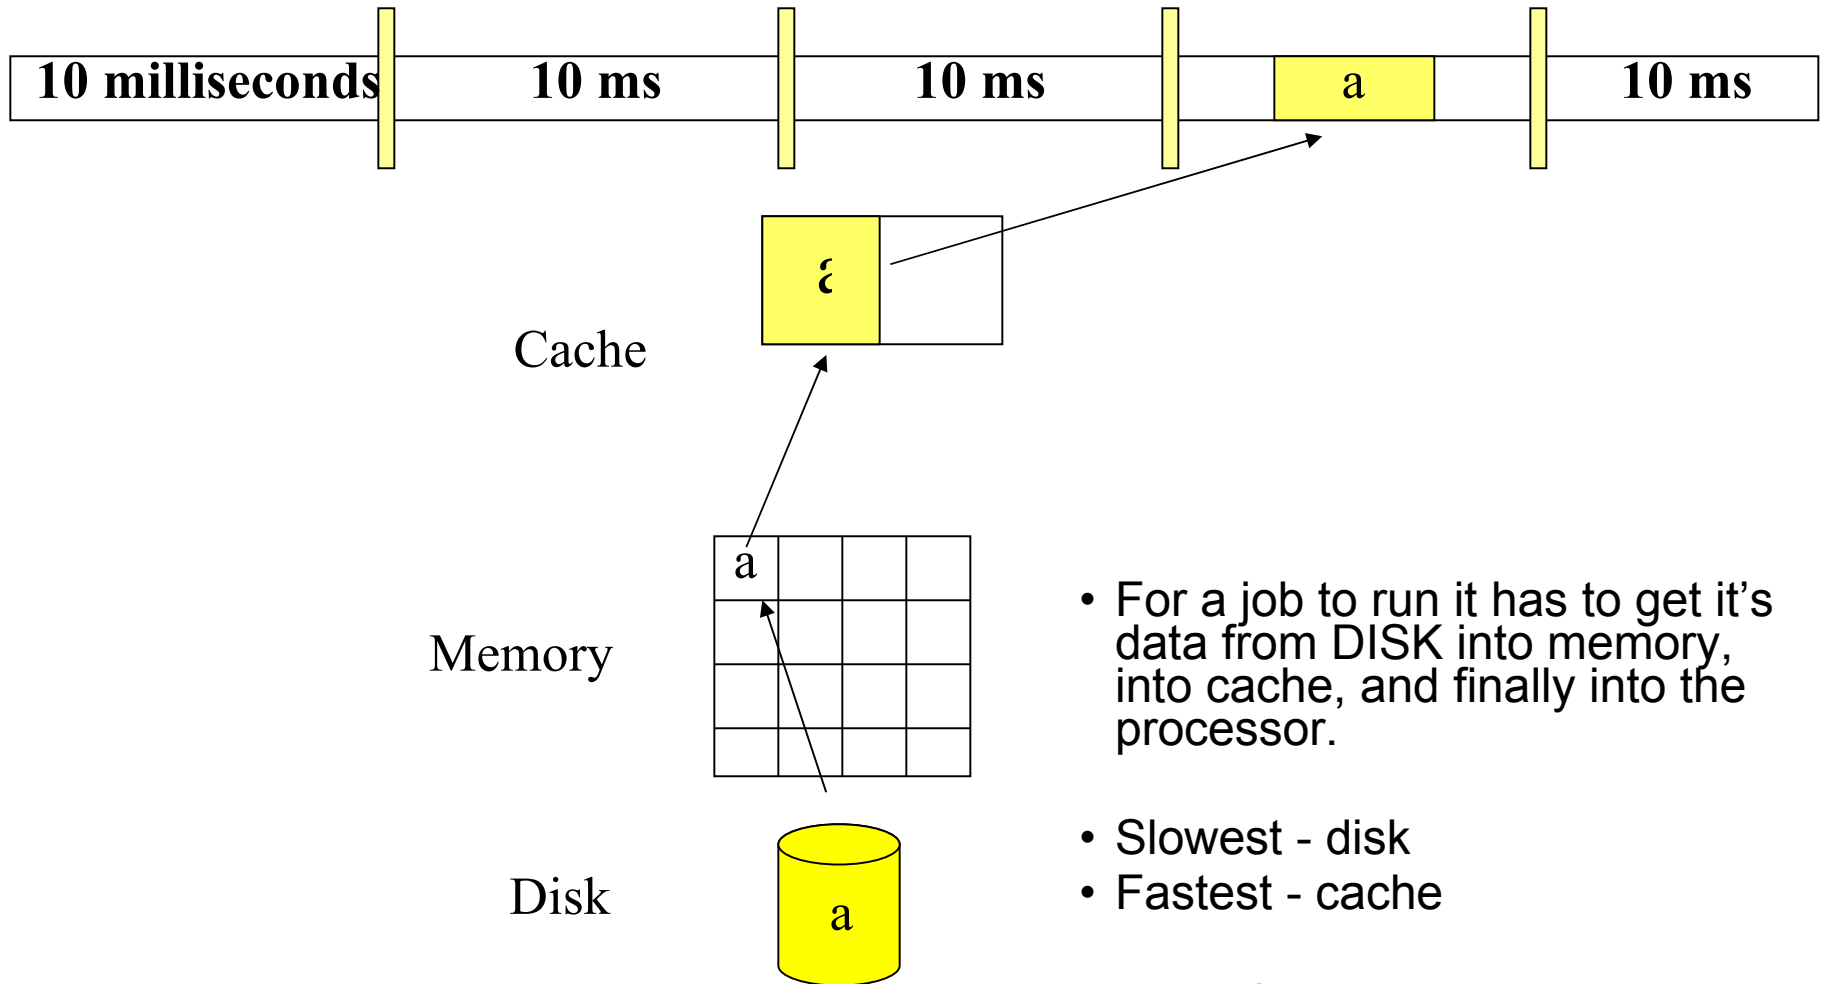 10 milliseconds 10 ms 10 ms a 10 ms
Cache
a
Memory
a
• For a job to run it has to get it’s
data from DISK into memory,
into cache, and finally into the
processor.
• Slowest - disk
• Fastest - cache
Disk
a